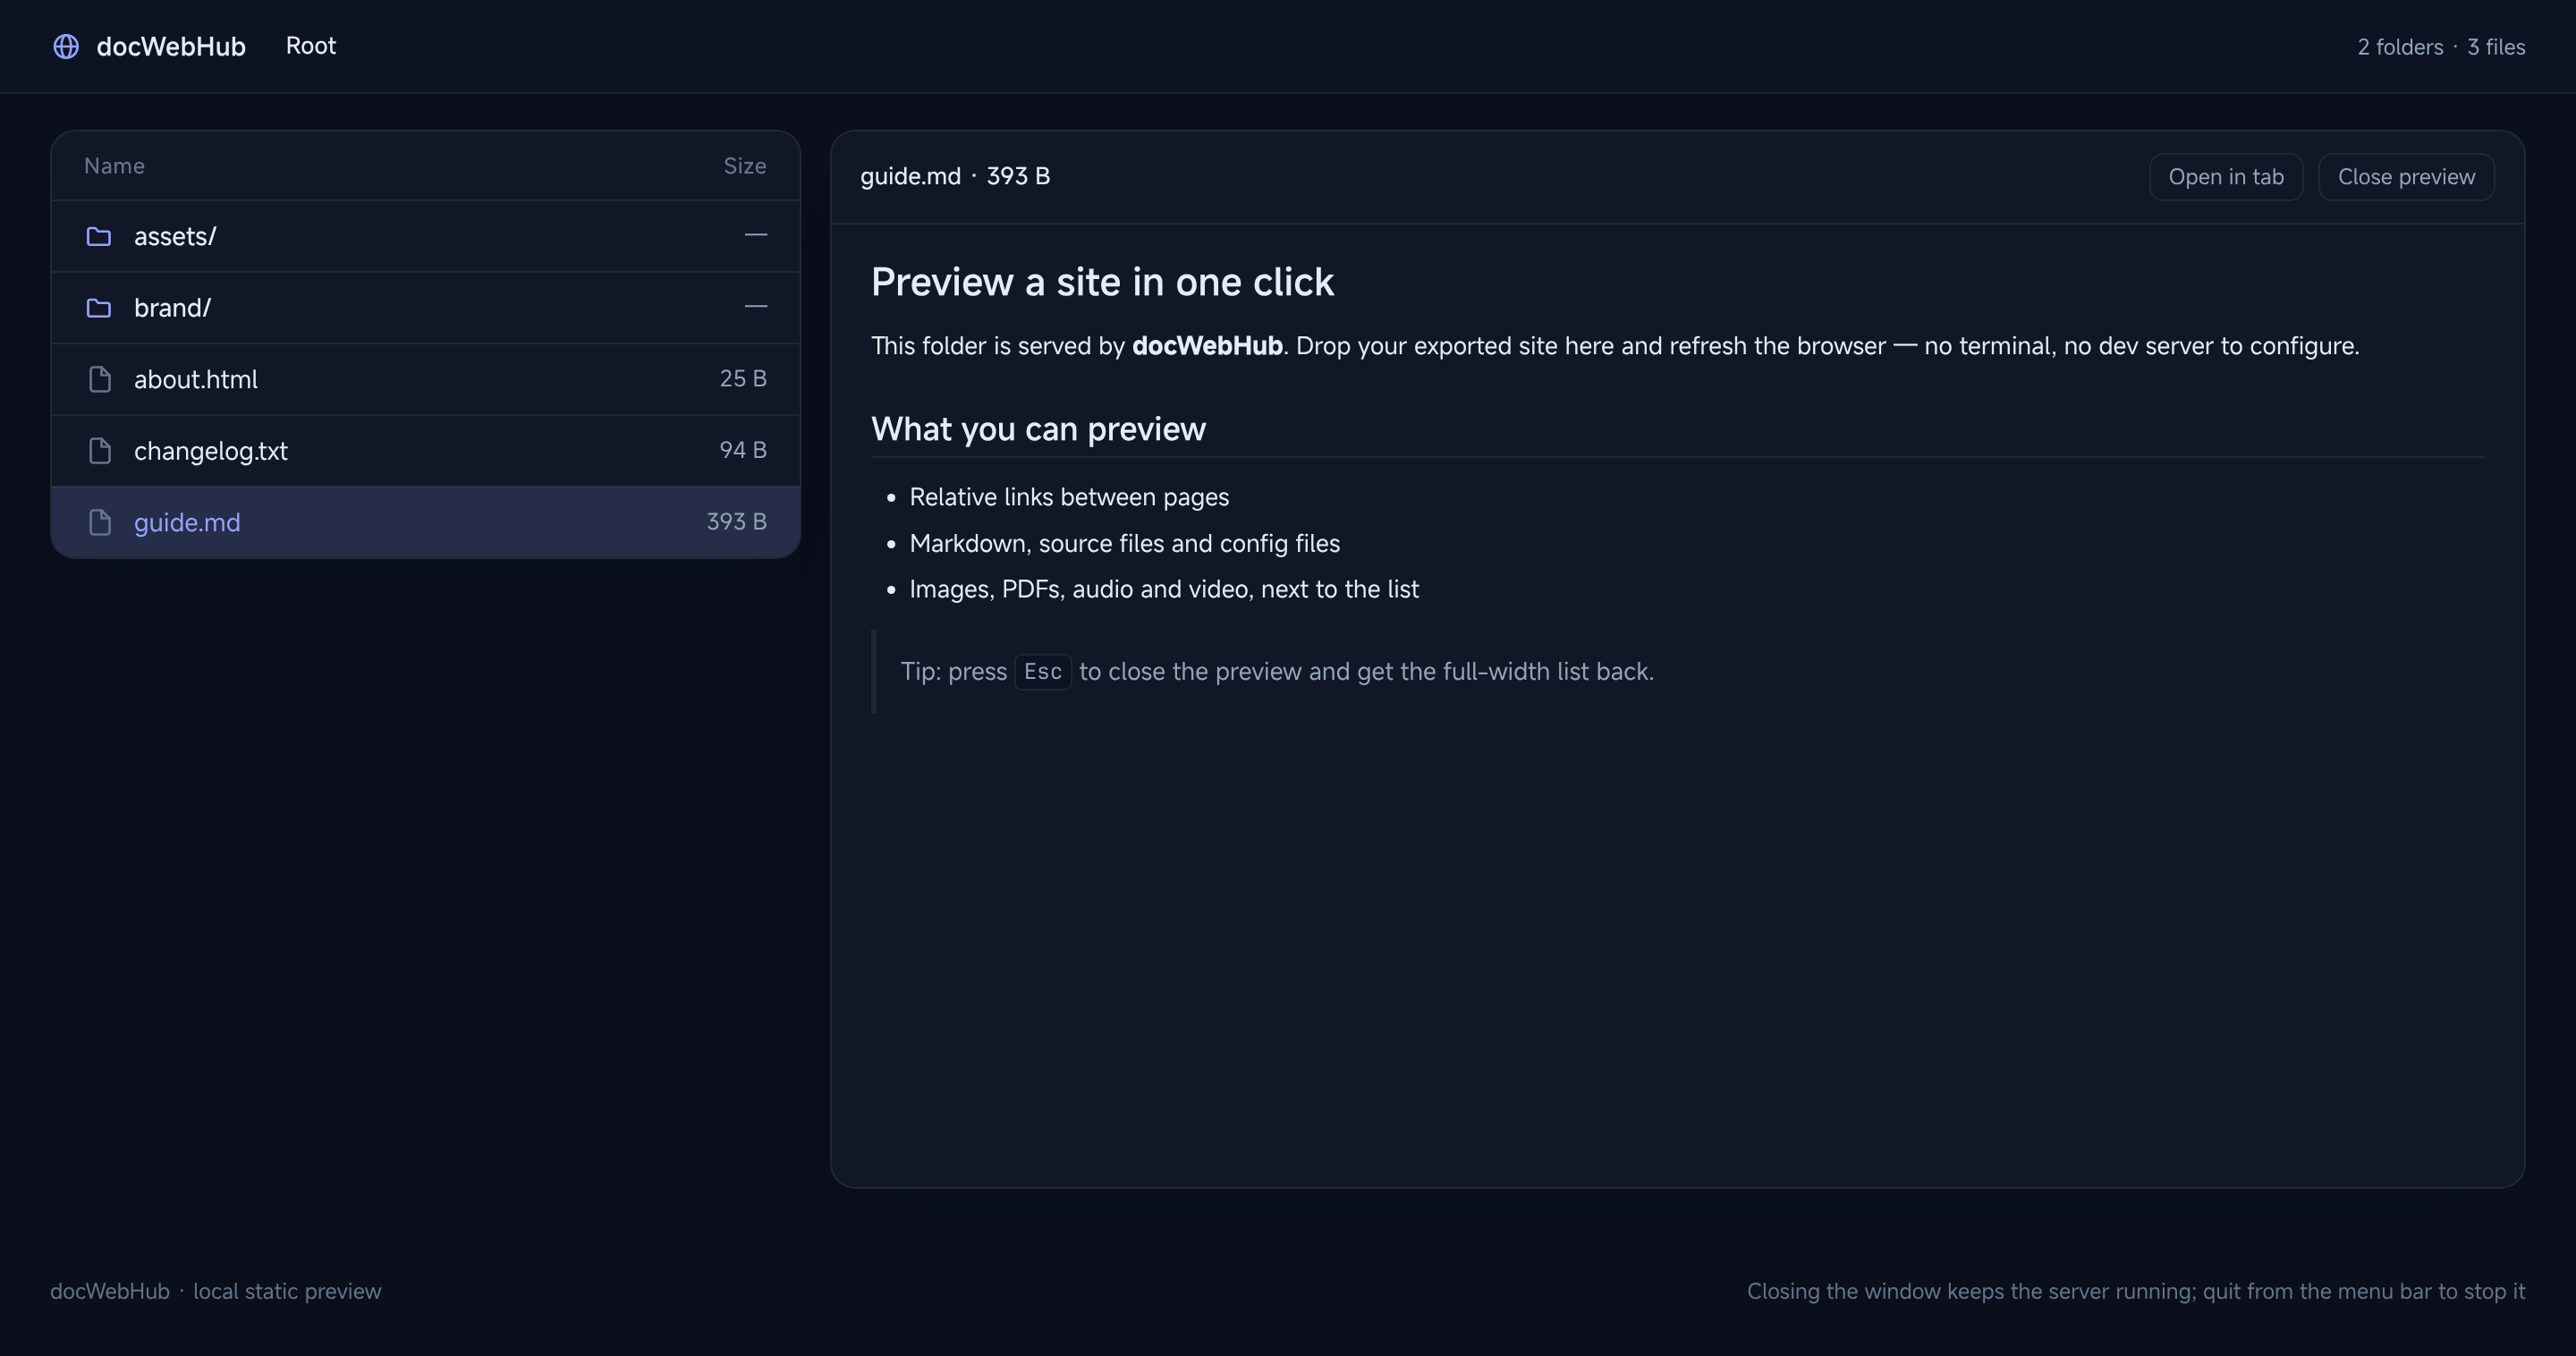 docWebHub Root 2 folders · 3 files
Name Size
assets/ —
brand/ —
about.html 25 B
changelog.txt 94 B
guide.md 393 B
guide.md · 393 B Open in tab Close preview
Preview a site in one click
This folder is served by docWebHub. Drop your exported site here and refresh the browser — no terminal, no dev server to configure.
What you can preview
• Relative links between pages
• Markdown, source files and config files
• Images, PDFs, audio and video, next to the list
Tip: press Esc to close the preview and get the full-width list back.
docWebHub · local static preview
Closing the window keeps the server running; quit from the menu bar to stop it